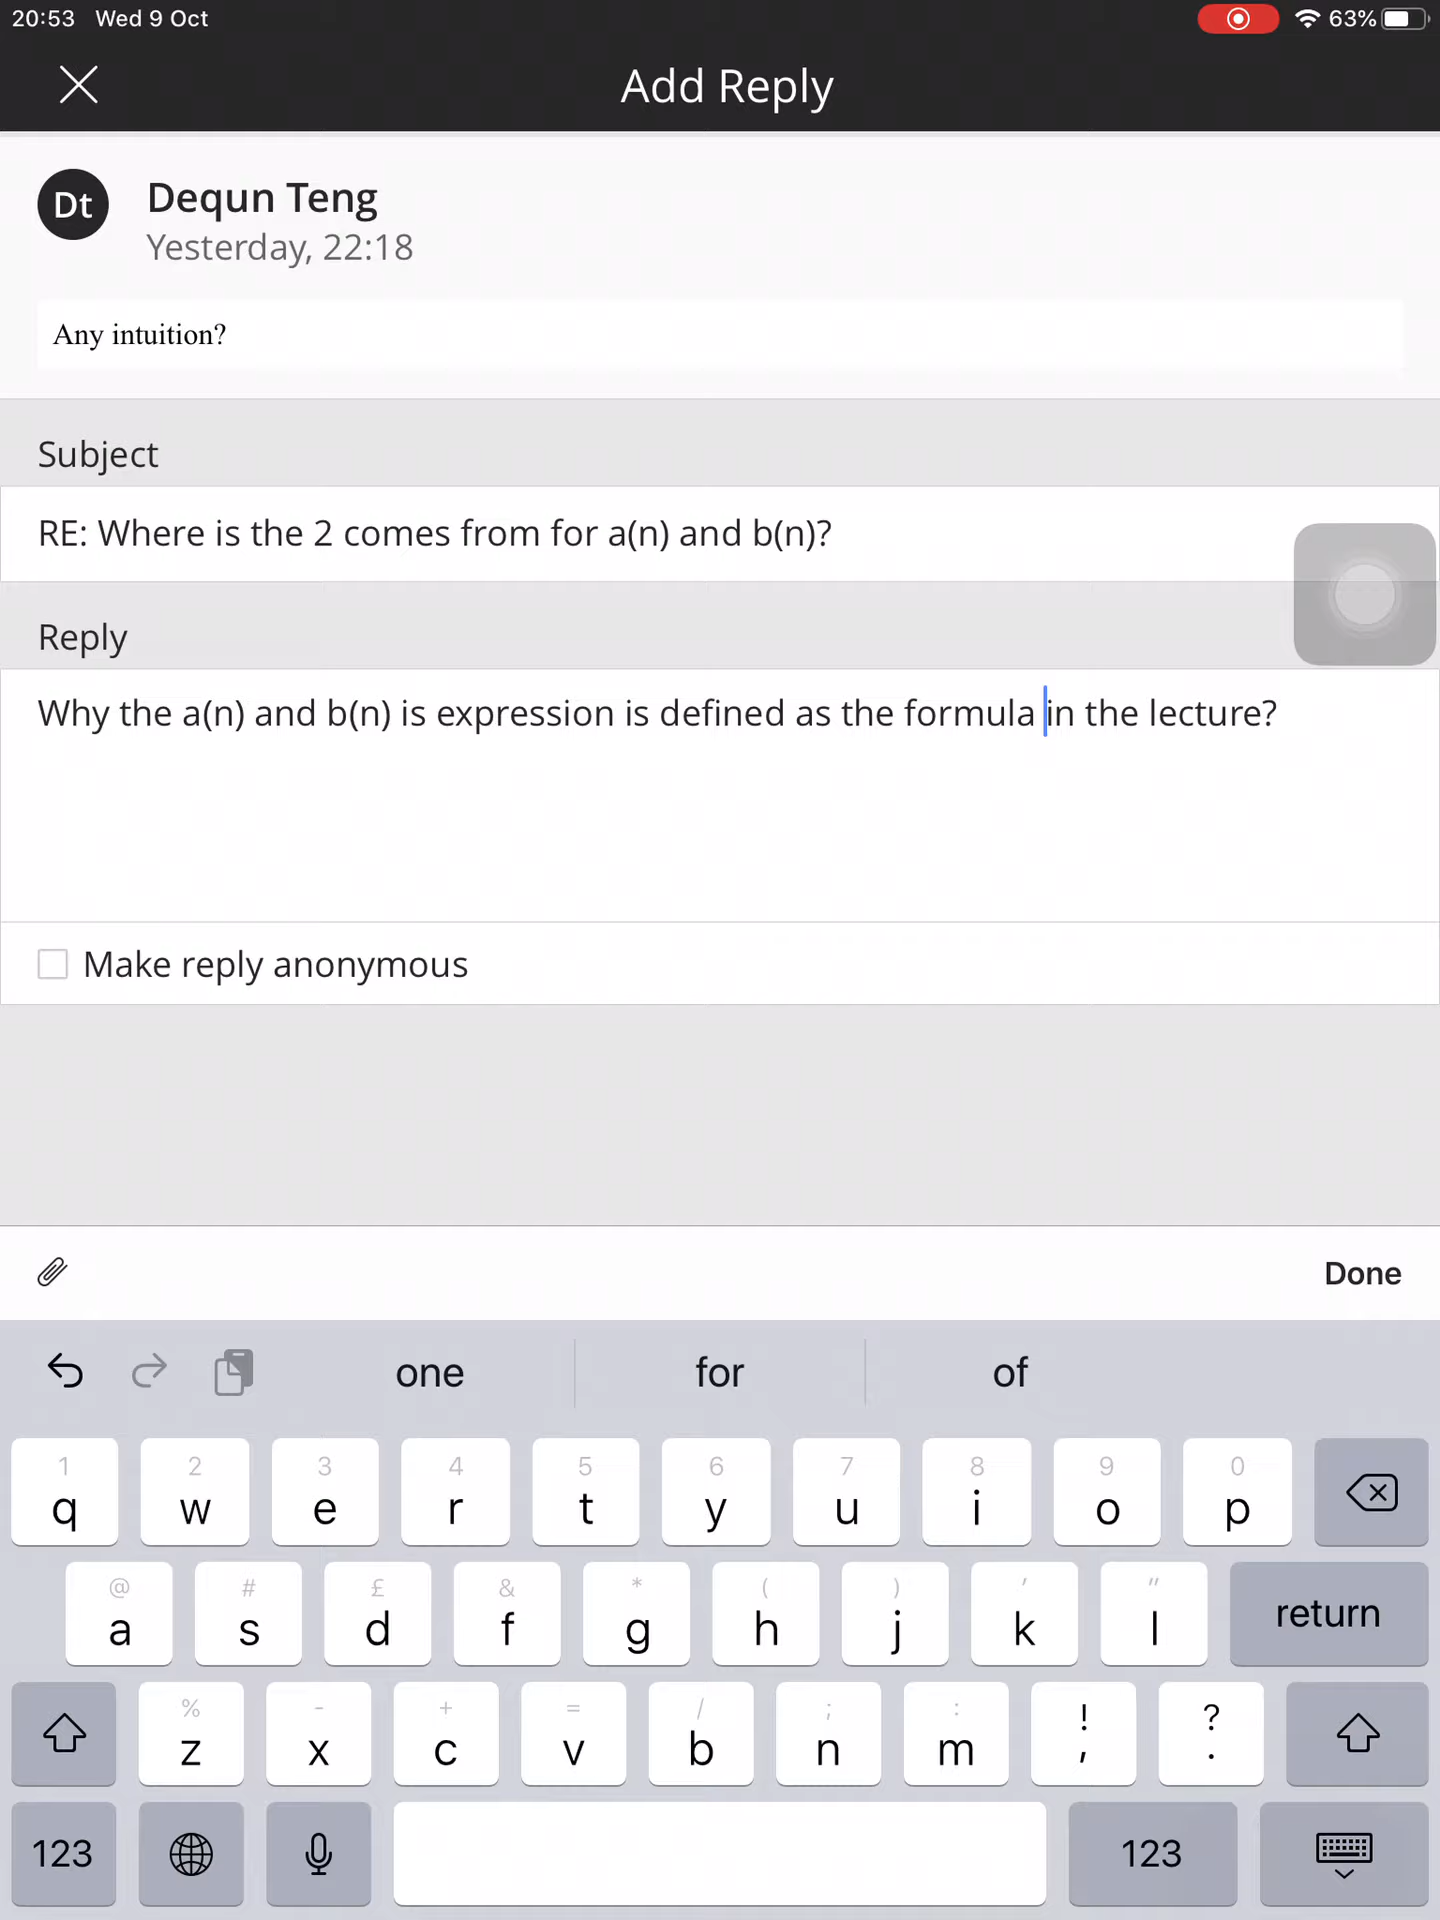 20:53 Wed 9 Oct 63%
Add Reply
Dt Dequn Teng
Yesterday, 22:18
Any intuition?
Subject
RE: Where is the 2 comes from for a(n) and b(n)?
Reply
Why the a(n) and b(n) is expression is defined as the formula in the lecture?
Make reply anonymous
Done
one for of
1 2 3 4 5 6 7 8 9 0
q w e r t y u i o p
@ # £ & * ( ) ' "
a s d f g h j k l return
% - + = / ; : ! ?
z x c v b n m , .
123 123